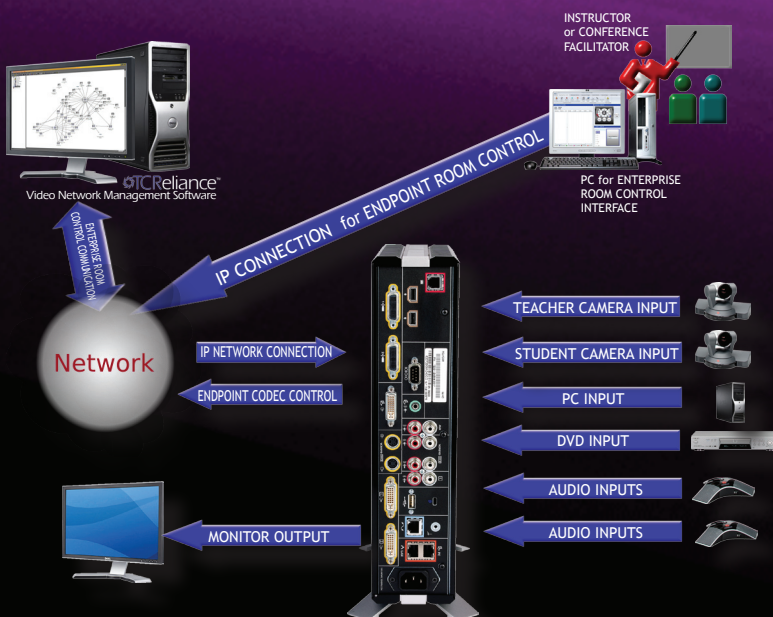 INSTRUCTOR
or CONFERENCE
FACILITATOR
TCReliance™
Video Network Management Software
PC for ENTERPRISE
ROOM CONTROL
INTERFACE
ENTERPRISE ROOM
CONTROL COMMUNICATION
IP CONNECTION for ENDPOINT ROOM CONTROL
Network
IP NETWORK CONNECTION
ENDPOINT CODEC CONTROL
MONITOR OUTPUT
TEACHER CAMERA INPUT
STUDENT CAMERA INPUT
PC INPUT
DVD INPUT
AUDIO INPUTS
AUDIO INPUTS